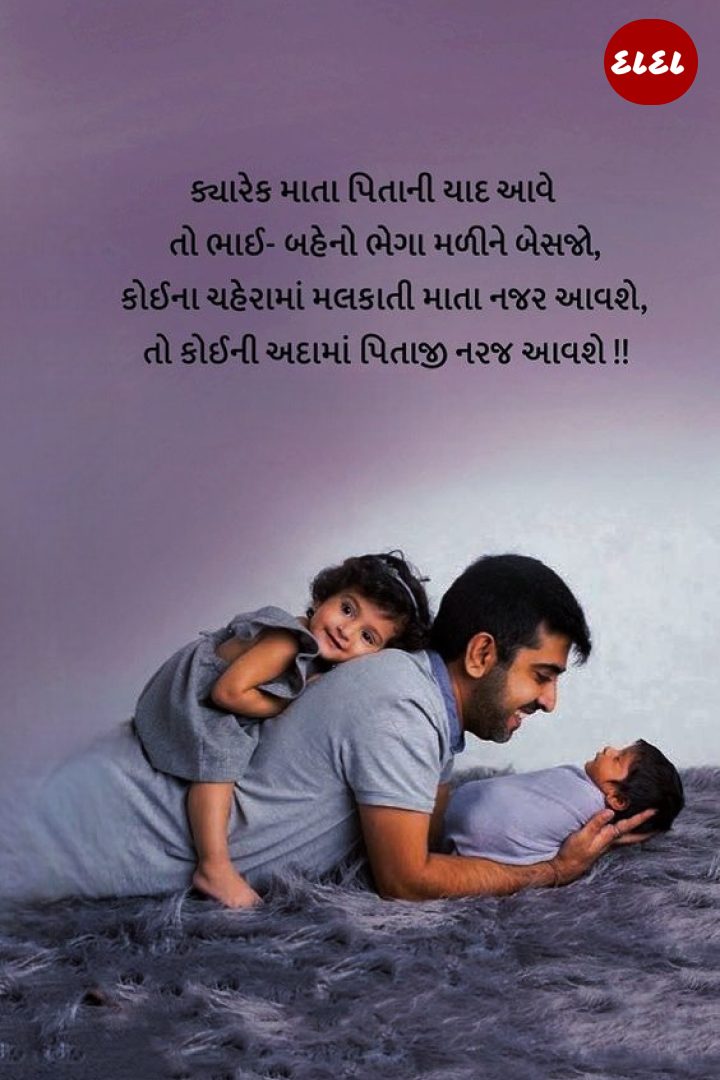 દાદા
ક્યારેક માતા પિતાની યાદ આવે
તો ભાઈ- બહેનો ભેગા મળીને બેસજો,
કોઈના ચહેરામાં મલકાતી માતા નજર આવશે,
તો કોઈની અદામાં પિતાજી નરજ આવશે !!